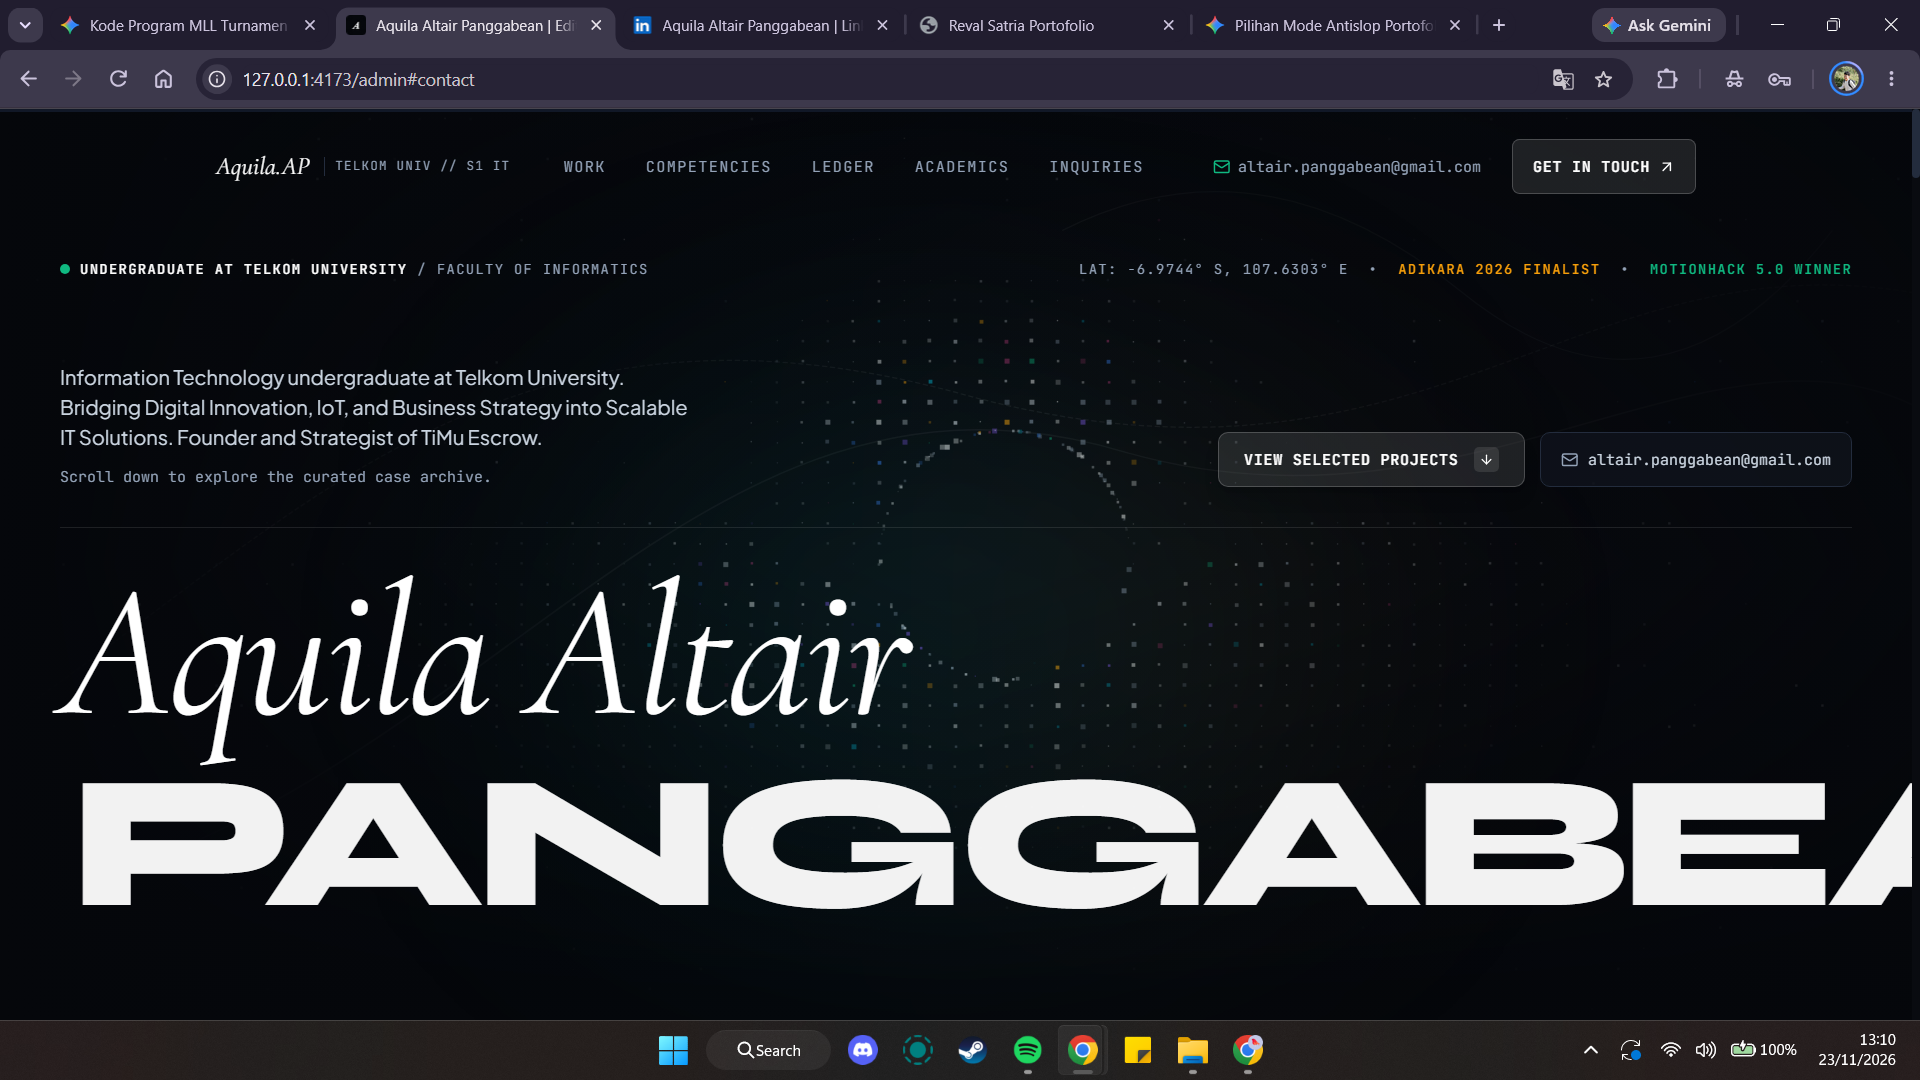 Kode Program MLL Turnamen
Aquila Altair Panggabean | Edi
Aquila Altair Panggabean | Lin
Reval Satria Portofolio
Pilihan Mode Antislop Portofo
Ask Gemini
127.0.0.1:4173/admin#contact
Aquila.AP
TELKOM UNIV // S1 IT
WORK
COMPETENCIES
LEDGER
ACADEMICS
INQUIRIES
altair.panggabean@gmail.com
GET IN TOUCH
UNDERGRADUATE AT TELKOM UNIVERSITY / FACULTY OF INFORMATICS
LAT: -6.9744° S, 107.6303° E • ADIKARA 2026 FINALIST • MOTIONHACK 5.0 WINNER
Information Technology undergraduate at Telkom University.
Bridging Digital Innovation, IoT, and Business Strategy into Scalable
IT Solutions. Founder and Strategist of TiMu Escrow.
Scroll down to explore the curated case archive.
VIEW SELECTED PROJECTS
altair.panggabean@gmail.com
Aquila Altair
PANGGABEA
Search
100%
13:10
23/11/2026